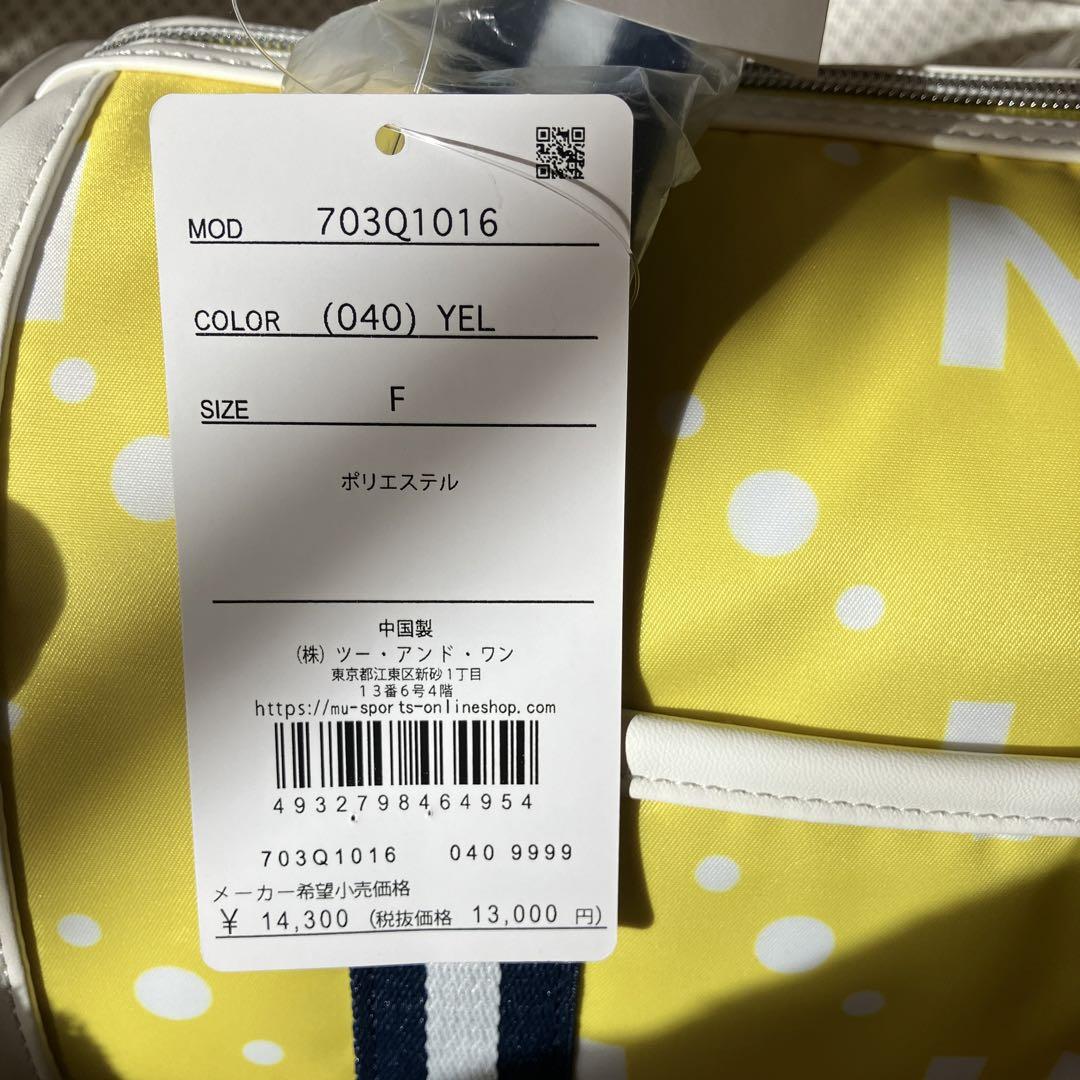 MOD 703Q1016
COLOR (040) YEL
SIZE F
ポリエステル
中国製
(株) ツー・アンド・ワン
東京都江東区新砂1丁目
13番6号4階
https://mu-sports-onlineshop.com
4932798464954
703Q1016 040 9999
メーカー希望小売価格
¥ 14,300 (税抜価格 13,000 円)